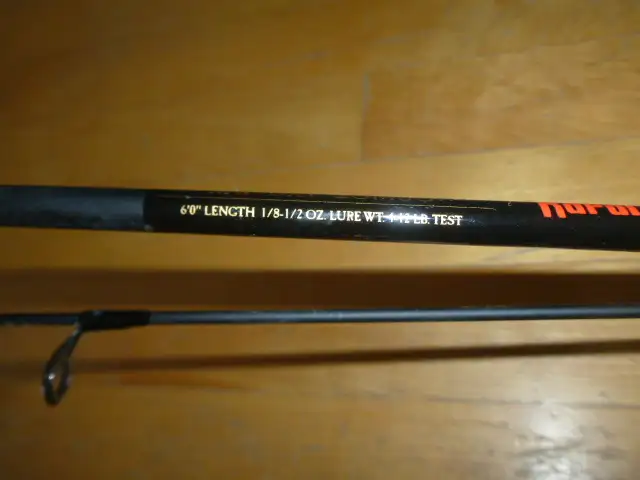 6'0" LENGTH 1/8-1/2 OZ. LURE WT. 4-12 LB. TEST